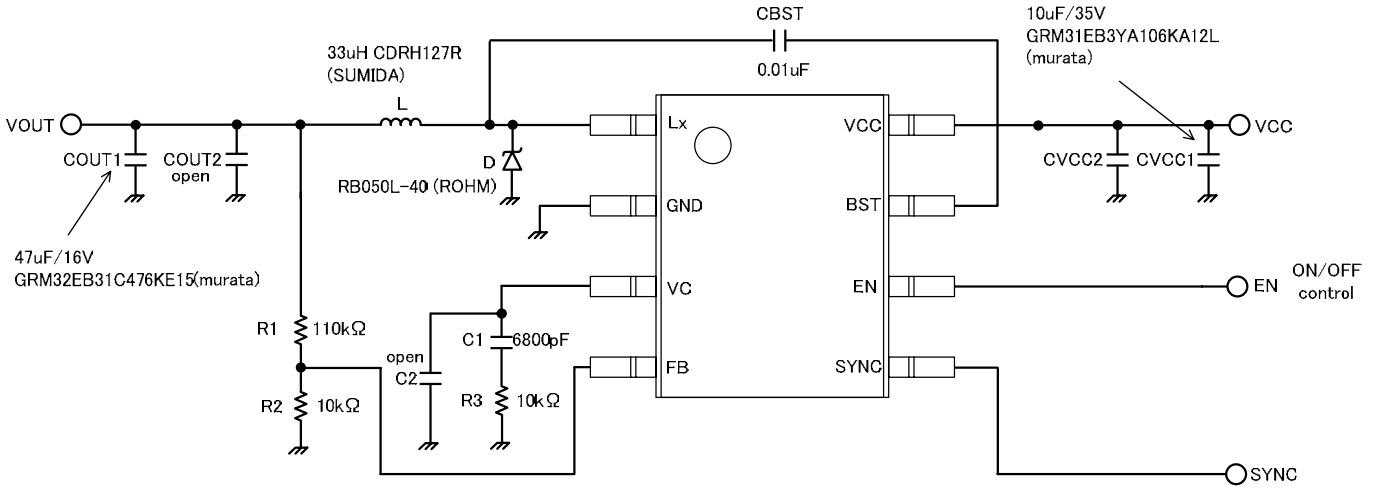 CBST
0.01uF
10uF/35V
GRM31EB3YA106KA12L
(murata)
33uH CDRH127R
(SUMIDA)
L
VOUT
Lx
VCC
VCC
COUT1
COUT2
open
D
RB050L-40 (ROHM)
CVCC2
CVCC1
GND
BST
47uF/16V
GRM32EB31C476KE15(murata)
VC
EN
EN
ON/OFF
control
R1
110kΩ
C1
6800pF
open
C2
FB
SYNC
R2
10kΩ
R3
10kΩ
SYNC